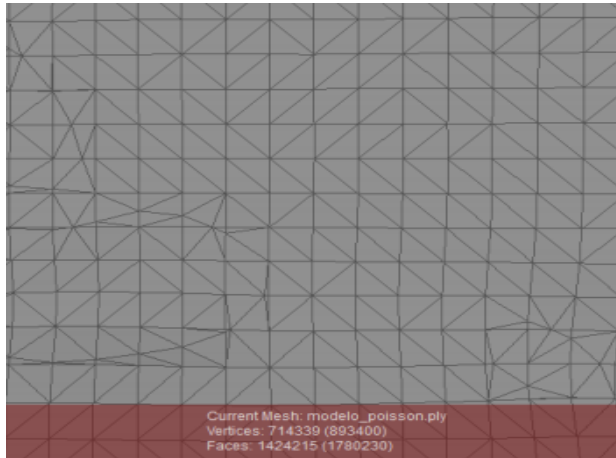 Current Mesh: modelo_poisson.ply
Vertices: 714339 (893400)
Faces: 1424215 (1780230)